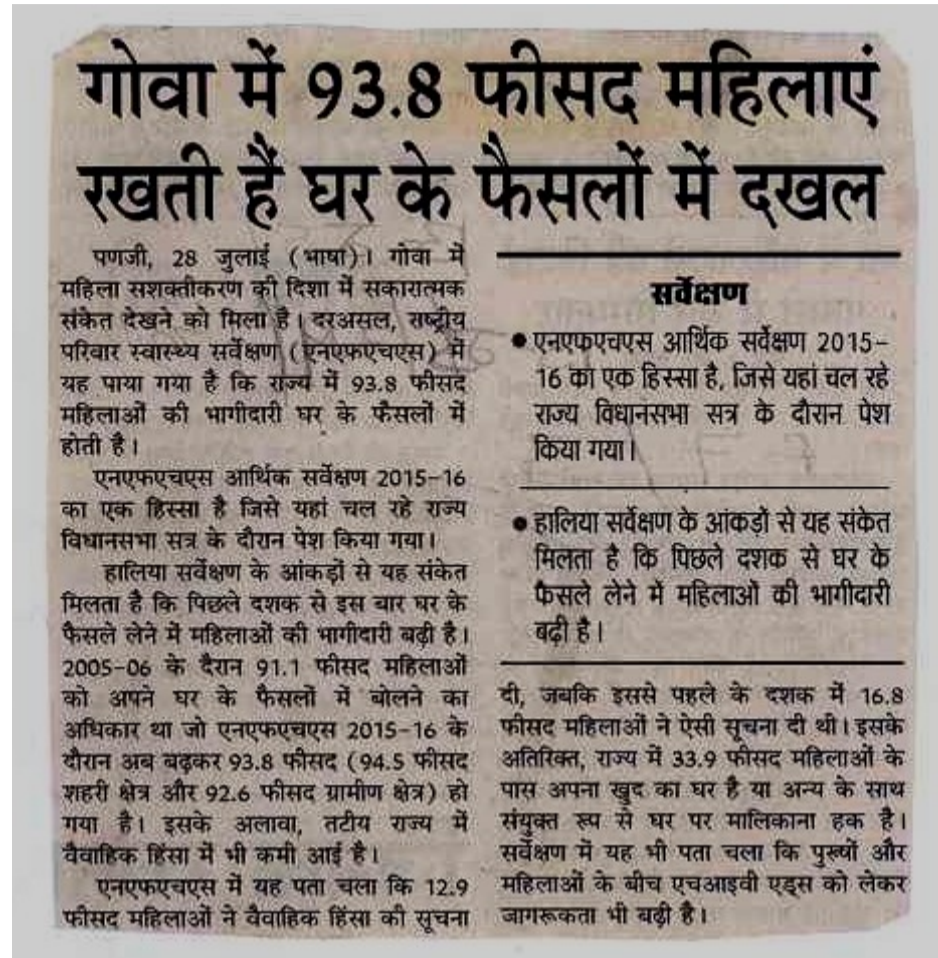 गोवा में 93.8 फीसद महिलाएं
रखती हैं घर के फैसलों में दखल
पणजी, 28 जुलाई (भाषा)। गोवा में
महिला सशक्तीकरण की दिशा में सकारात्मक
संकेत देखने को मिला है। दरअसल, राष्ट्रीय
परिवार स्वास्थ्य सर्वेक्षण (एनएफएचएस) में
यह पाया गया है कि राज्य में 93.8 फीसद
महिलाओं की भागीदारी घर के फैसलों में
होती है।
एनएफएचएस आर्थिक सर्वेक्षण 2015-16
का एक हिस्सा है जिसे यहां चल रहे राज्य
विधानसभा सत्र के दौरान पेश किया गया।
हालिया सर्वेक्षण के आंकड़ों से यह संकेत
मिलता है कि पिछले दशक से इस बार घर के
फैसले लेने में महिलाओं की भागीदारी बढ़ी है।
2005-06 के दैरान 91.1 फीसद महिलाओं
को अपने घर के फैसलों में बोलने का
अधिकार था जो एनएफएचएस 2015-16 के
दौरान अब बढ़कर 93.8 फीसद (94.5 फीसद
शहरी क्षेत्र और 92.6 फीसद ग्रामीण क्षेत्र) हो
गया है। इसके अलावा, तटीय राज्य में
वैवाहिक हिंसा में भी कमी आई है।
एनएफएचएस में यह पता चला कि 12.9
फीसद महिलाओं ने वैवाहिक हिंसा की सूचना
सर्वेक्षण
● एनएफएचएस आर्थिक सर्वेक्षण 2015-
16 का एक हिस्सा है, जिसे यहां चल रहे
राज्य विधानसभा सत्र के दौरान पेश
किया गया।
● हालिया सर्वेक्षण के आंकड़ों से यह संकेत
मिलता है कि पिछले दशक से घर के
फैसले लेने में महिलाओं की भागीदारी
बढ़ी है।
दी, जबकि इससे पहले के दशक में 16.8
फीसद महिलाओं ने ऐसी सूचना दी थी। इसके
अतिरिक्त, राज्य में 33.9 फीसद महिलाओं के
पास अपना खुद का घर है या अन्य के साथ
संयुक्त रूप से घर पर मालिकाना हक है।
सर्वेक्षण में यह भी पता चला कि पुरुषों और
महिलाओं के बीच एचआइवी एड्स को लेकर
जागरूकता भी बढ़ी है।